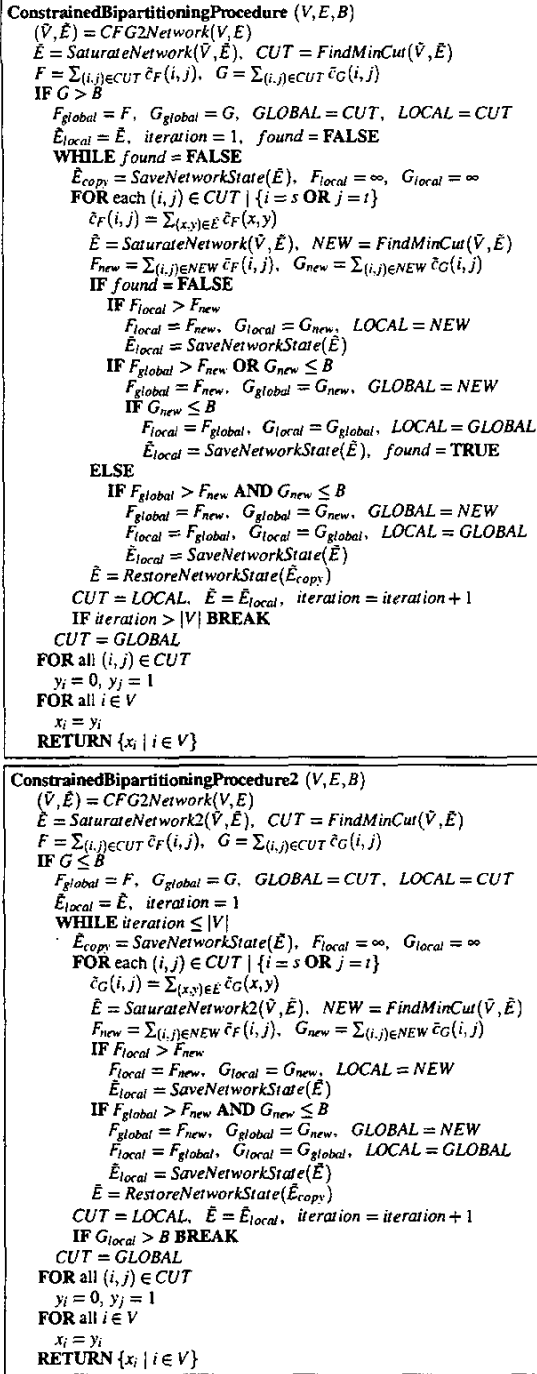 ConstrainedBipartitioningProcedure (V,E,B)
(Ṽ,Ẽ) = CFG2Network(V,E)
Ẽ = SaturateNetwork(Ṽ,Ẽ), CUT = FindMinCut(Ṽ,Ẽ)
F = Σ(i,j)∈CUT c̃F(i,j), G = Σ(i,j)∈CUT c̃G(i,j)
IF G > B
Fglobal = F, Gglobal = G, GLOBAL = CUT, LOCAL = CUT
Ẽlocal = Ẽ, iteration = 1, found = FALSE
WHILE found = FALSE
Ẽcopy = SaveNetworkState(Ẽ), Flocal = ∞, Glocal = ∞
FOR each (i,j) ∈ CUT | {i = s OR j = t}
c̃F(i,j) = Σ(x,y)∈Ẽ c̃F(x,y)
Ẽ = SaturateNetwork(Ṽ,Ẽ), NEW = FindMinCut(Ṽ,Ẽ)
Fnew = Σ(i,j)∈NEW c̃F(i,j), Gnew = Σ(i,j)∈NEW c̃G(i,j)
IF found = FALSE
IF Flocal > Fnew
Flocal = Fnew, Glocal = Gnew, LOCAL = NEW
Ẽlocal = SaveNetworkState(Ẽ)
IF Fglobal > Fnew OR Gnew ≤ B
Fglobal = Fnew, Gglobal = Gnew, GLOBAL = NEW
IF Gnew ≤ B
Flocal = Fglobal, Glocal = Gglobal, LOCAL = GLOBAL
Ẽlocal = SaveNetworkState(Ẽ), found = TRUE
ELSE
IF Fglobal > Fnew AND Gnew ≤ B
Fglobal = Fnew, Gglobal = Gnew, GLOBAL = NEW
Flocal = Fglobal, Glocal = Gglobal, LOCAL = GLOBAL
Ẽlocal = SaveNetworkState(Ẽ)
Ẽ = RestoreNetworkState(Ẽcopy)
CUT = LOCAL, Ẽ = Ẽlocal, iteration = iteration + 1
IF iteration > |V| BREAK
CUT = GLOBAL
FOR all (i,j) ∈ CUT
yi = 0, yj = 1
FOR all i ∈ V
xi = yi
RETURN {xi | i ∈ V}
ConstrainedBipartitioningProcedure2 (V,E,B)
(Ṽ,Ẽ) = CFG2Network(V,E)
Ẽ = SaturateNetwork2(Ṽ,Ẽ), CUT = FindMinCut(Ṽ,Ẽ)
F = Σ(i,j)∈CUT c̃F(i,j), G = Σ(i,j)∈CUT c̃G(i,j)
IF G ≤ B
Fglobal = F, Gglobal = G, GLOBAL = CUT, LOCAL = CUT
Ẽlocal = Ẽ, iteration = 1
WHILE iteration ≤ |V|
Ẽcopy = SaveNetworkState(Ẽ), Flocal = ∞, Glocal = ∞
FOR each (i,j) ∈ CUT | {i = s OR j = t}
c̃G(i,j) = Σ(x,y)∈Ẽ c̃G(x,y)
Ẽ = SaturateNetwork2(Ṽ,Ẽ), NEW = FindMinCut(Ṽ,Ẽ)
Fnew = Σ(i,j)∈NEW c̃F(i,j), Gnew = Σ(i,j)∈NEW c̃G(i,j)
IF Flocal > Fnew
Flocal = Fnew, Glocal = Gnew, LOCAL = NEW
Ẽlocal = SaveNetworkState(Ẽ)
IF Fglobal > Fnew AND Gnew ≤ B
Fglobal = Fnew, Gglobal = Gnew, GLOBAL = NEW
Flocal = Fglobal, Glocal = Gglobal, LOCAL = GLOBAL
Ẽlocal = SaveNetworkState(Ẽ)
Ẽ = RestoreNetworkState(Ẽcopy)
CUT = LOCAL, Ẽ = Ẽlocal, iteration = iteration + 1
IF Glocal > B BREAK
CUT = GLOBAL
FOR all (i,j) ∈ CUT
yi = 0, yj = 1
FOR all i ∈ V
xi = yi
RETURN {xi | i ∈ V}